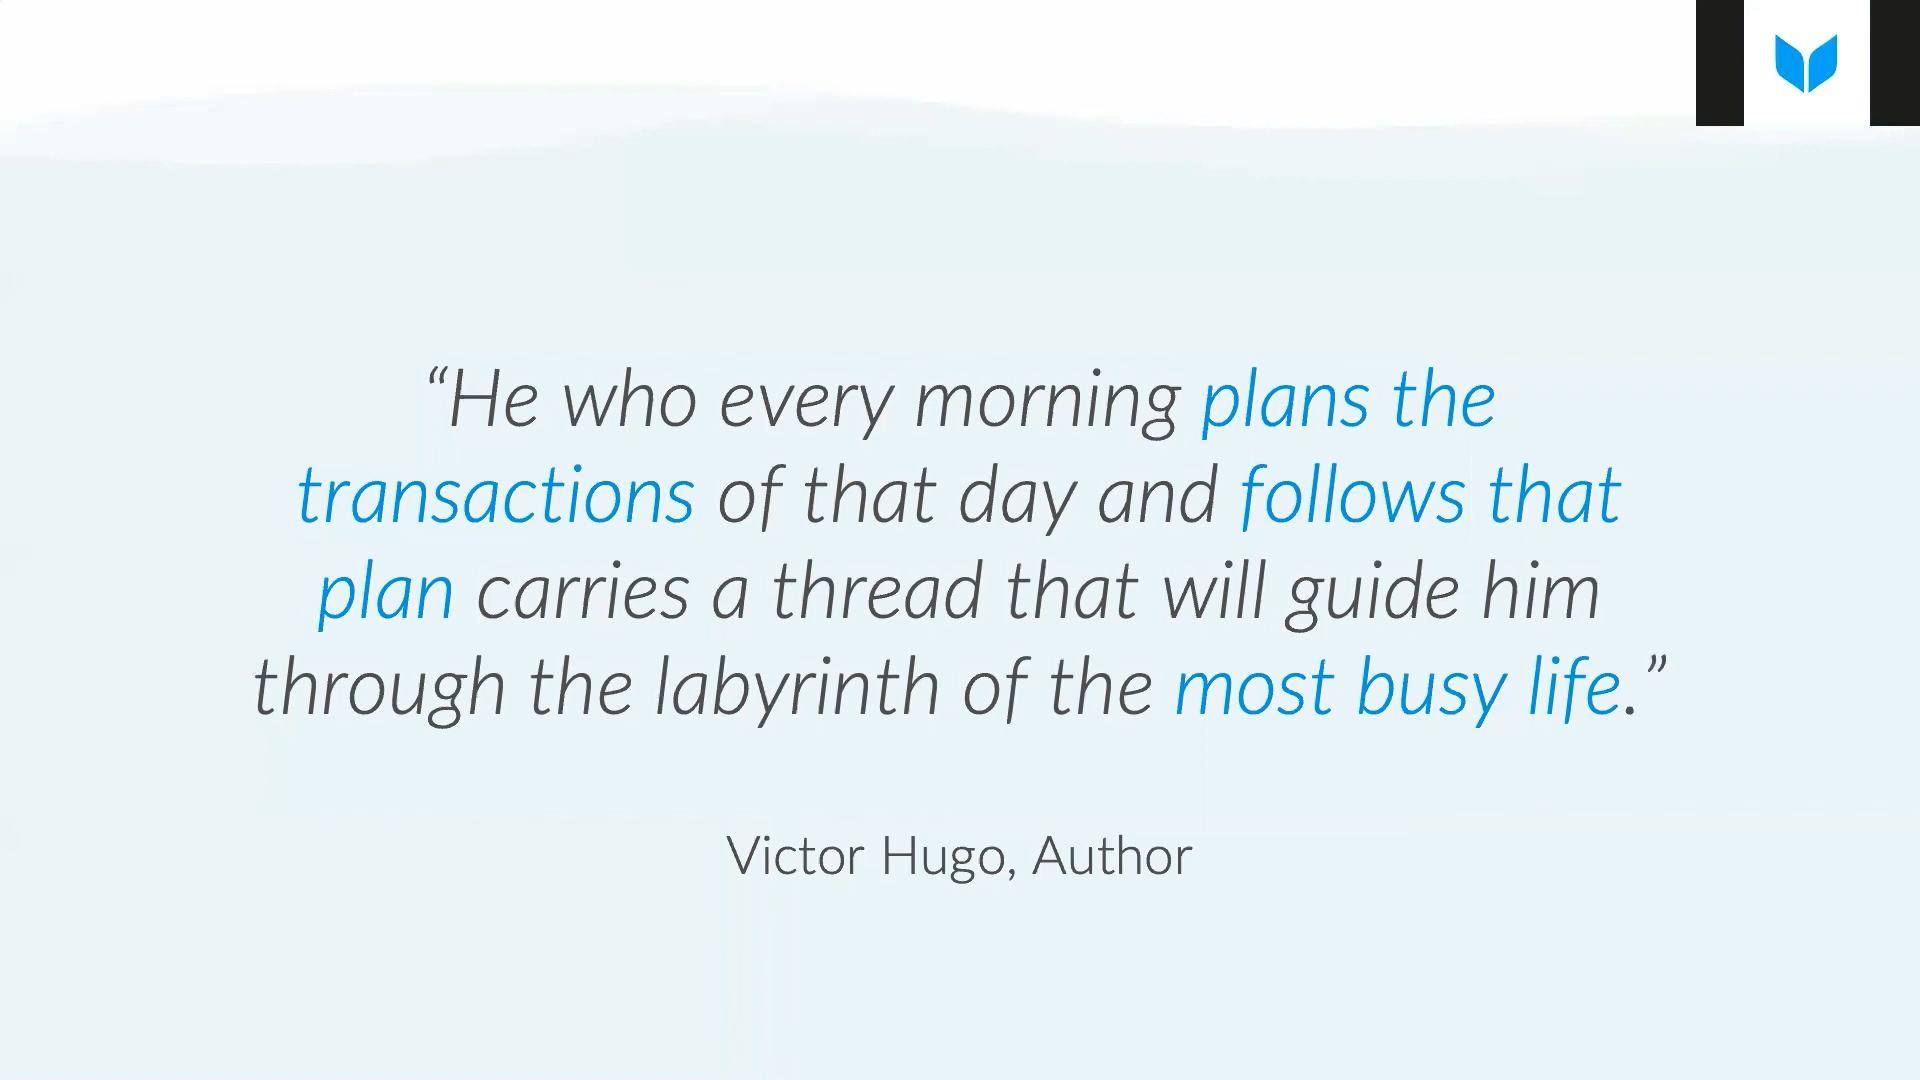 “He who every morning plans the
transactions of that day and follows that
plan carries a thread that will guide him
through the labyrinth of the most busy life.”
Victor Hugo, Author